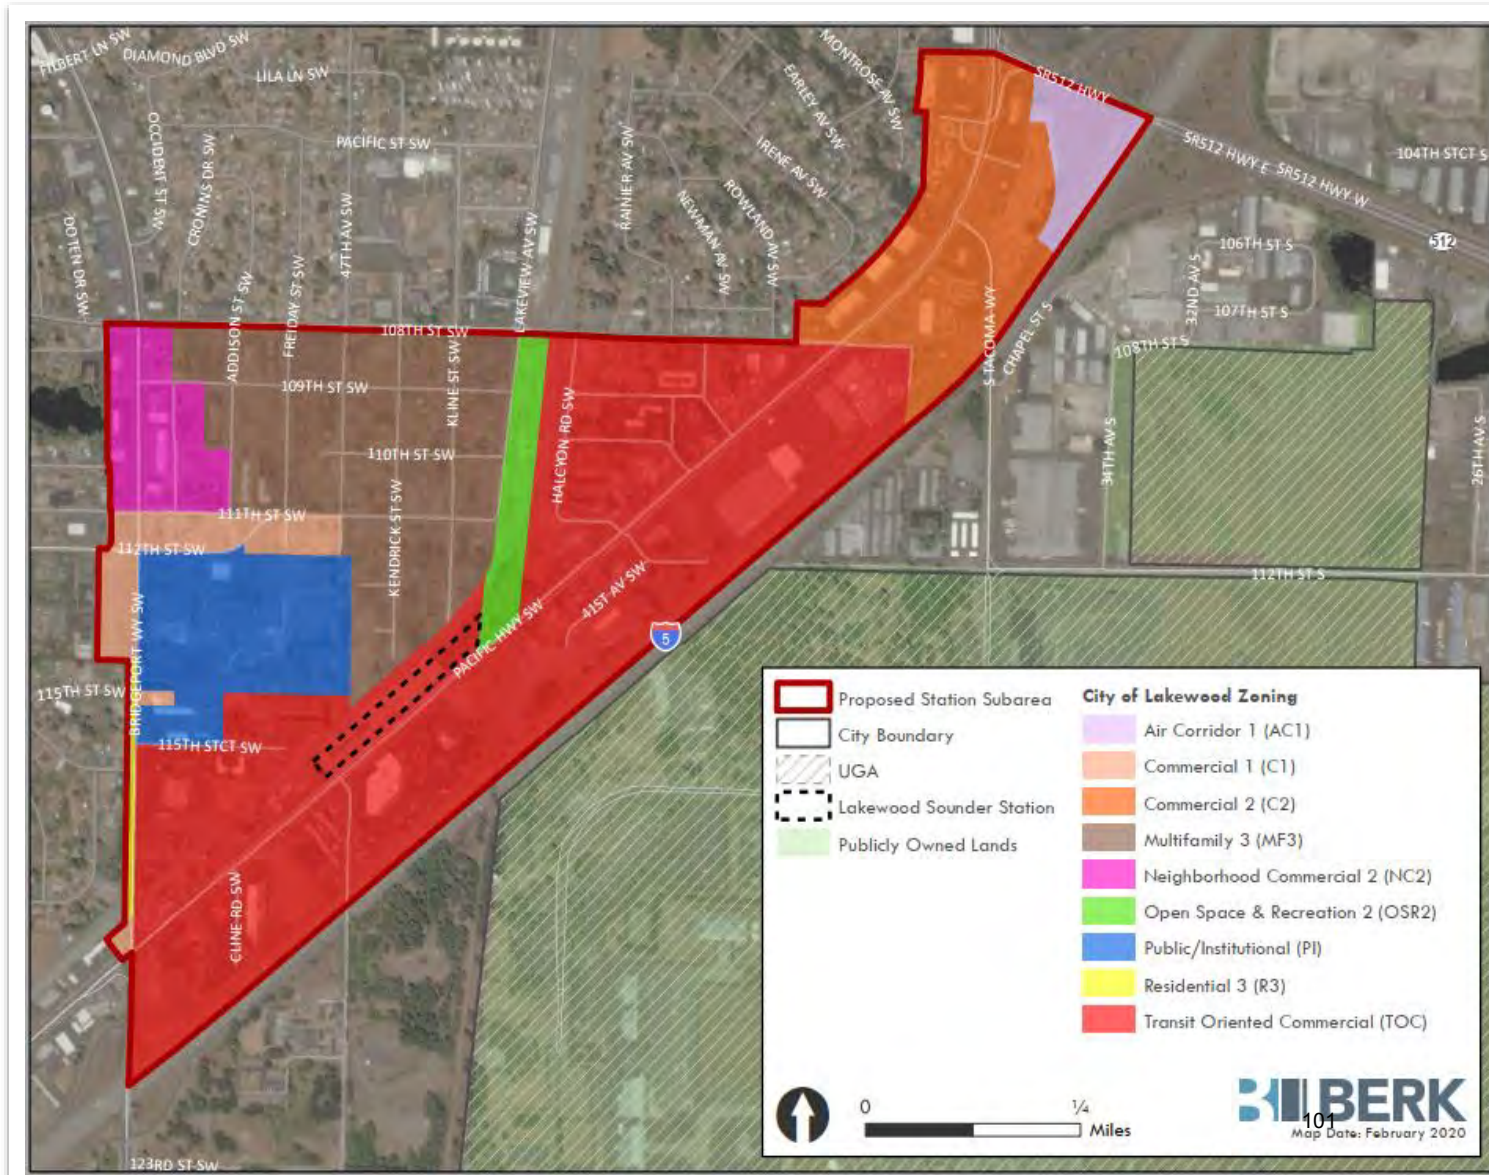 FILBERT LN SW
DIAMOND BLVD SW
LILA LN SW
OCCIDENT ST SW
CRONINS DR SW
PACIFIC ST SW
DOTEN DR SW
47TH AV SW
ADDISON ST SW
FREIDAY ST SW
LAKEVIEW AV SW
RAINIER AV SW
NEWMAN AV SW
ROWLAND AV SW
IRENE AV SW
EARLEY AV SW
MONTROSE AV SW
SR512 HWY
SR512 HWY E
SR512 HWY W
104TH STCT S
512
106TH ST S
32ND AV S
107TH ST S
108TH ST S
S TACOMA WY
CHAPEL ST S
34TH AV S
26TH AV S
108TH ST SW
109TH ST SW
KLINE ST SW
HALCYON RD SW
110TH ST SW
KENDRICK ST SW
111TH ST SW
112TH ST SW
112TH ST S
41ST AV SW
PACIFIC HWY SW
5
BRIDGEPORT WY SW
115TH ST SW
115TH STCT SW
CLINE RD SW
123RD ST SW
Proposed Station Subarea
City Boundary
UGA
Lakewood Sounder Station
Publicly Owned Lands
City of Lakewood Zoning
Air Corridor 1 (AC1)
Commercial 1 (C1)
Commercial 2 (C2)
Multifamily 3 (MF3)
Neighborhood Commercial 2 (NC2)
Open Space & Recreation 2 (OSR2)
Public/Institutional (PI)
Residential 3 (R3)
Transit Oriented Commercial (TOC)
0
¼
Miles
BERK
101
Map Date: February 2020